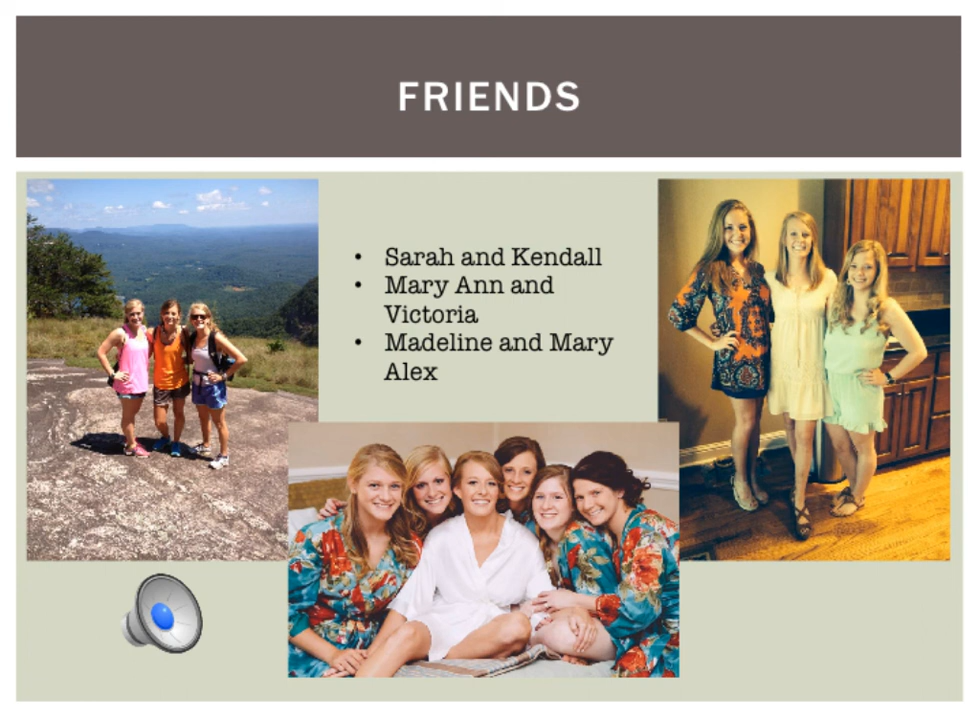 FRIENDS
• Sarah and Kendall
• Mary Ann and
Victoria
• Madeline and Mary
Alex